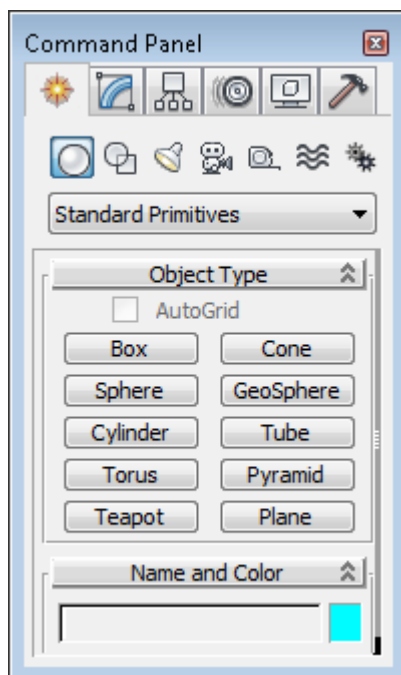 Command Panel
Standard Primitives
Object Type
AutoGrid
Box Cone
Sphere GeoSphere
Cylinder Tube
Torus Pyramid
Teapot Plane
Name and Color